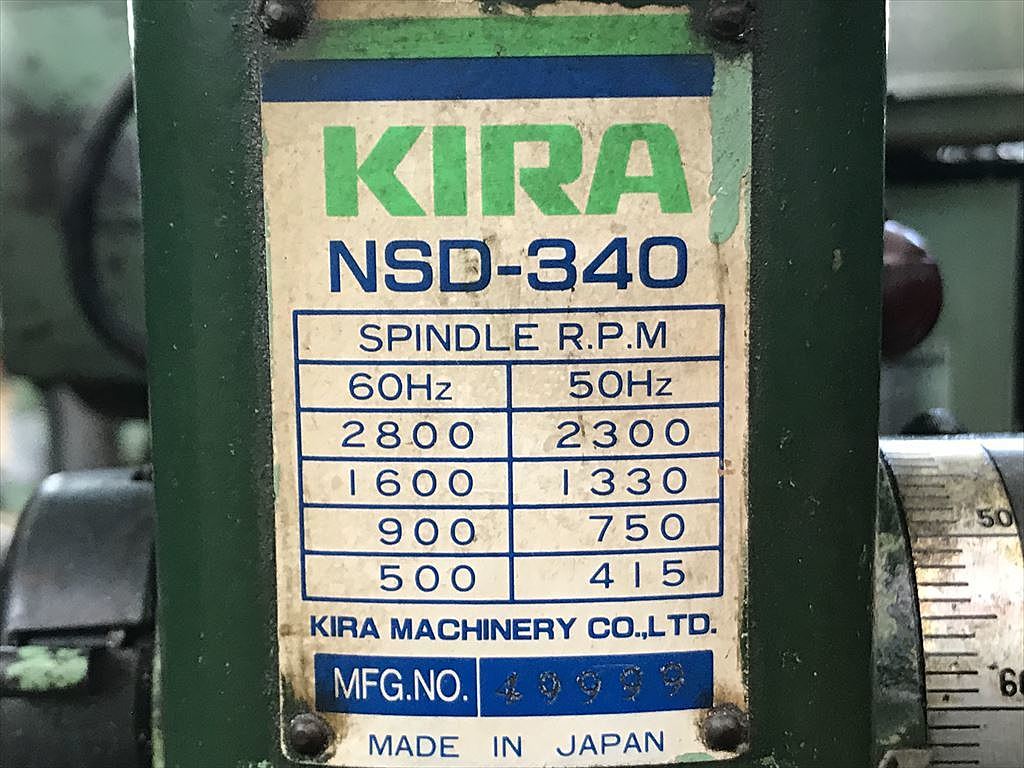 KIRA
NSD-340
SPINDLE R.P.M
60Hz 50Hz
2800 2300
1600 1330
900 750
500 415
KIRA MACHINERY CO.,LTD.
MFG.NO. 49999
MADE IN JAPAN
50
60